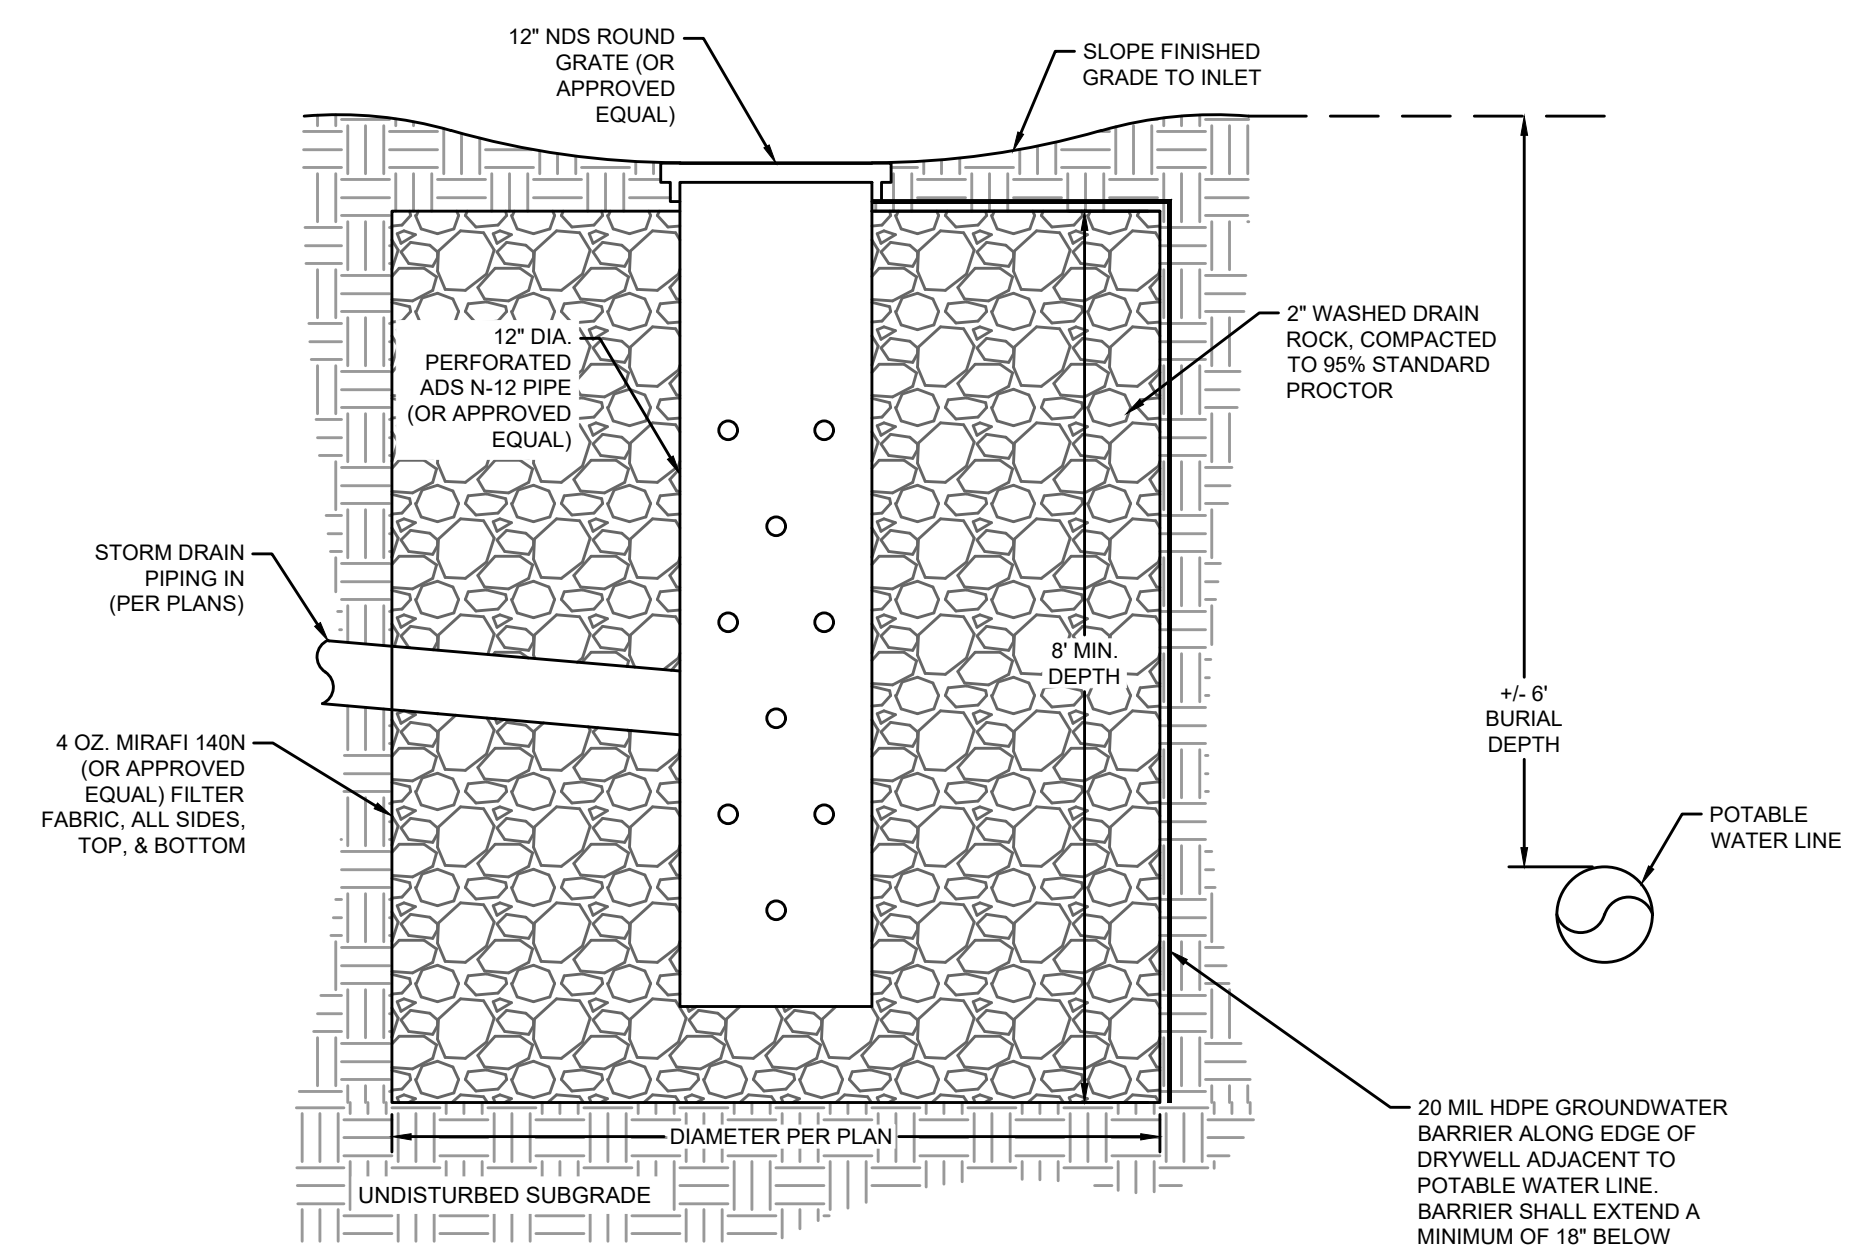 12" NDS ROUND
GRATE (OR
APPROVED
EQUAL)
SLOPE FINISHED
GRADE TO INLET
2" WASHED DRAIN
ROCK, COMPACTED
TO 95% STANDARD
PROCTOR
12" DIA.
PERFORATED
ADS N-12 PIPE
(OR APPROVED
EQUAL)
STORM DRAIN
PIPING IN
(PER PLANS)
8' MIN.
DEPTH
+/- 6'
BURIAL
DEPTH
4 OZ. MIRAFI 140N
(OR APPROVED
EQUAL) FILTER
FABRIC, ALL SIDES,
TOP, & BOTTOM
POTABLE
WATER LINE
20 MIL HDPE GROUNDWATER
BARRIER ALONG EDGE OF
DRYWELL ADJACENT TO
POTABLE WATER LINE.
BARRIER SHALL EXTEND A
MINIMUM OF 18" BELOW
DIAMETER PER PLAN
UNDISTURBED SUBGRADE